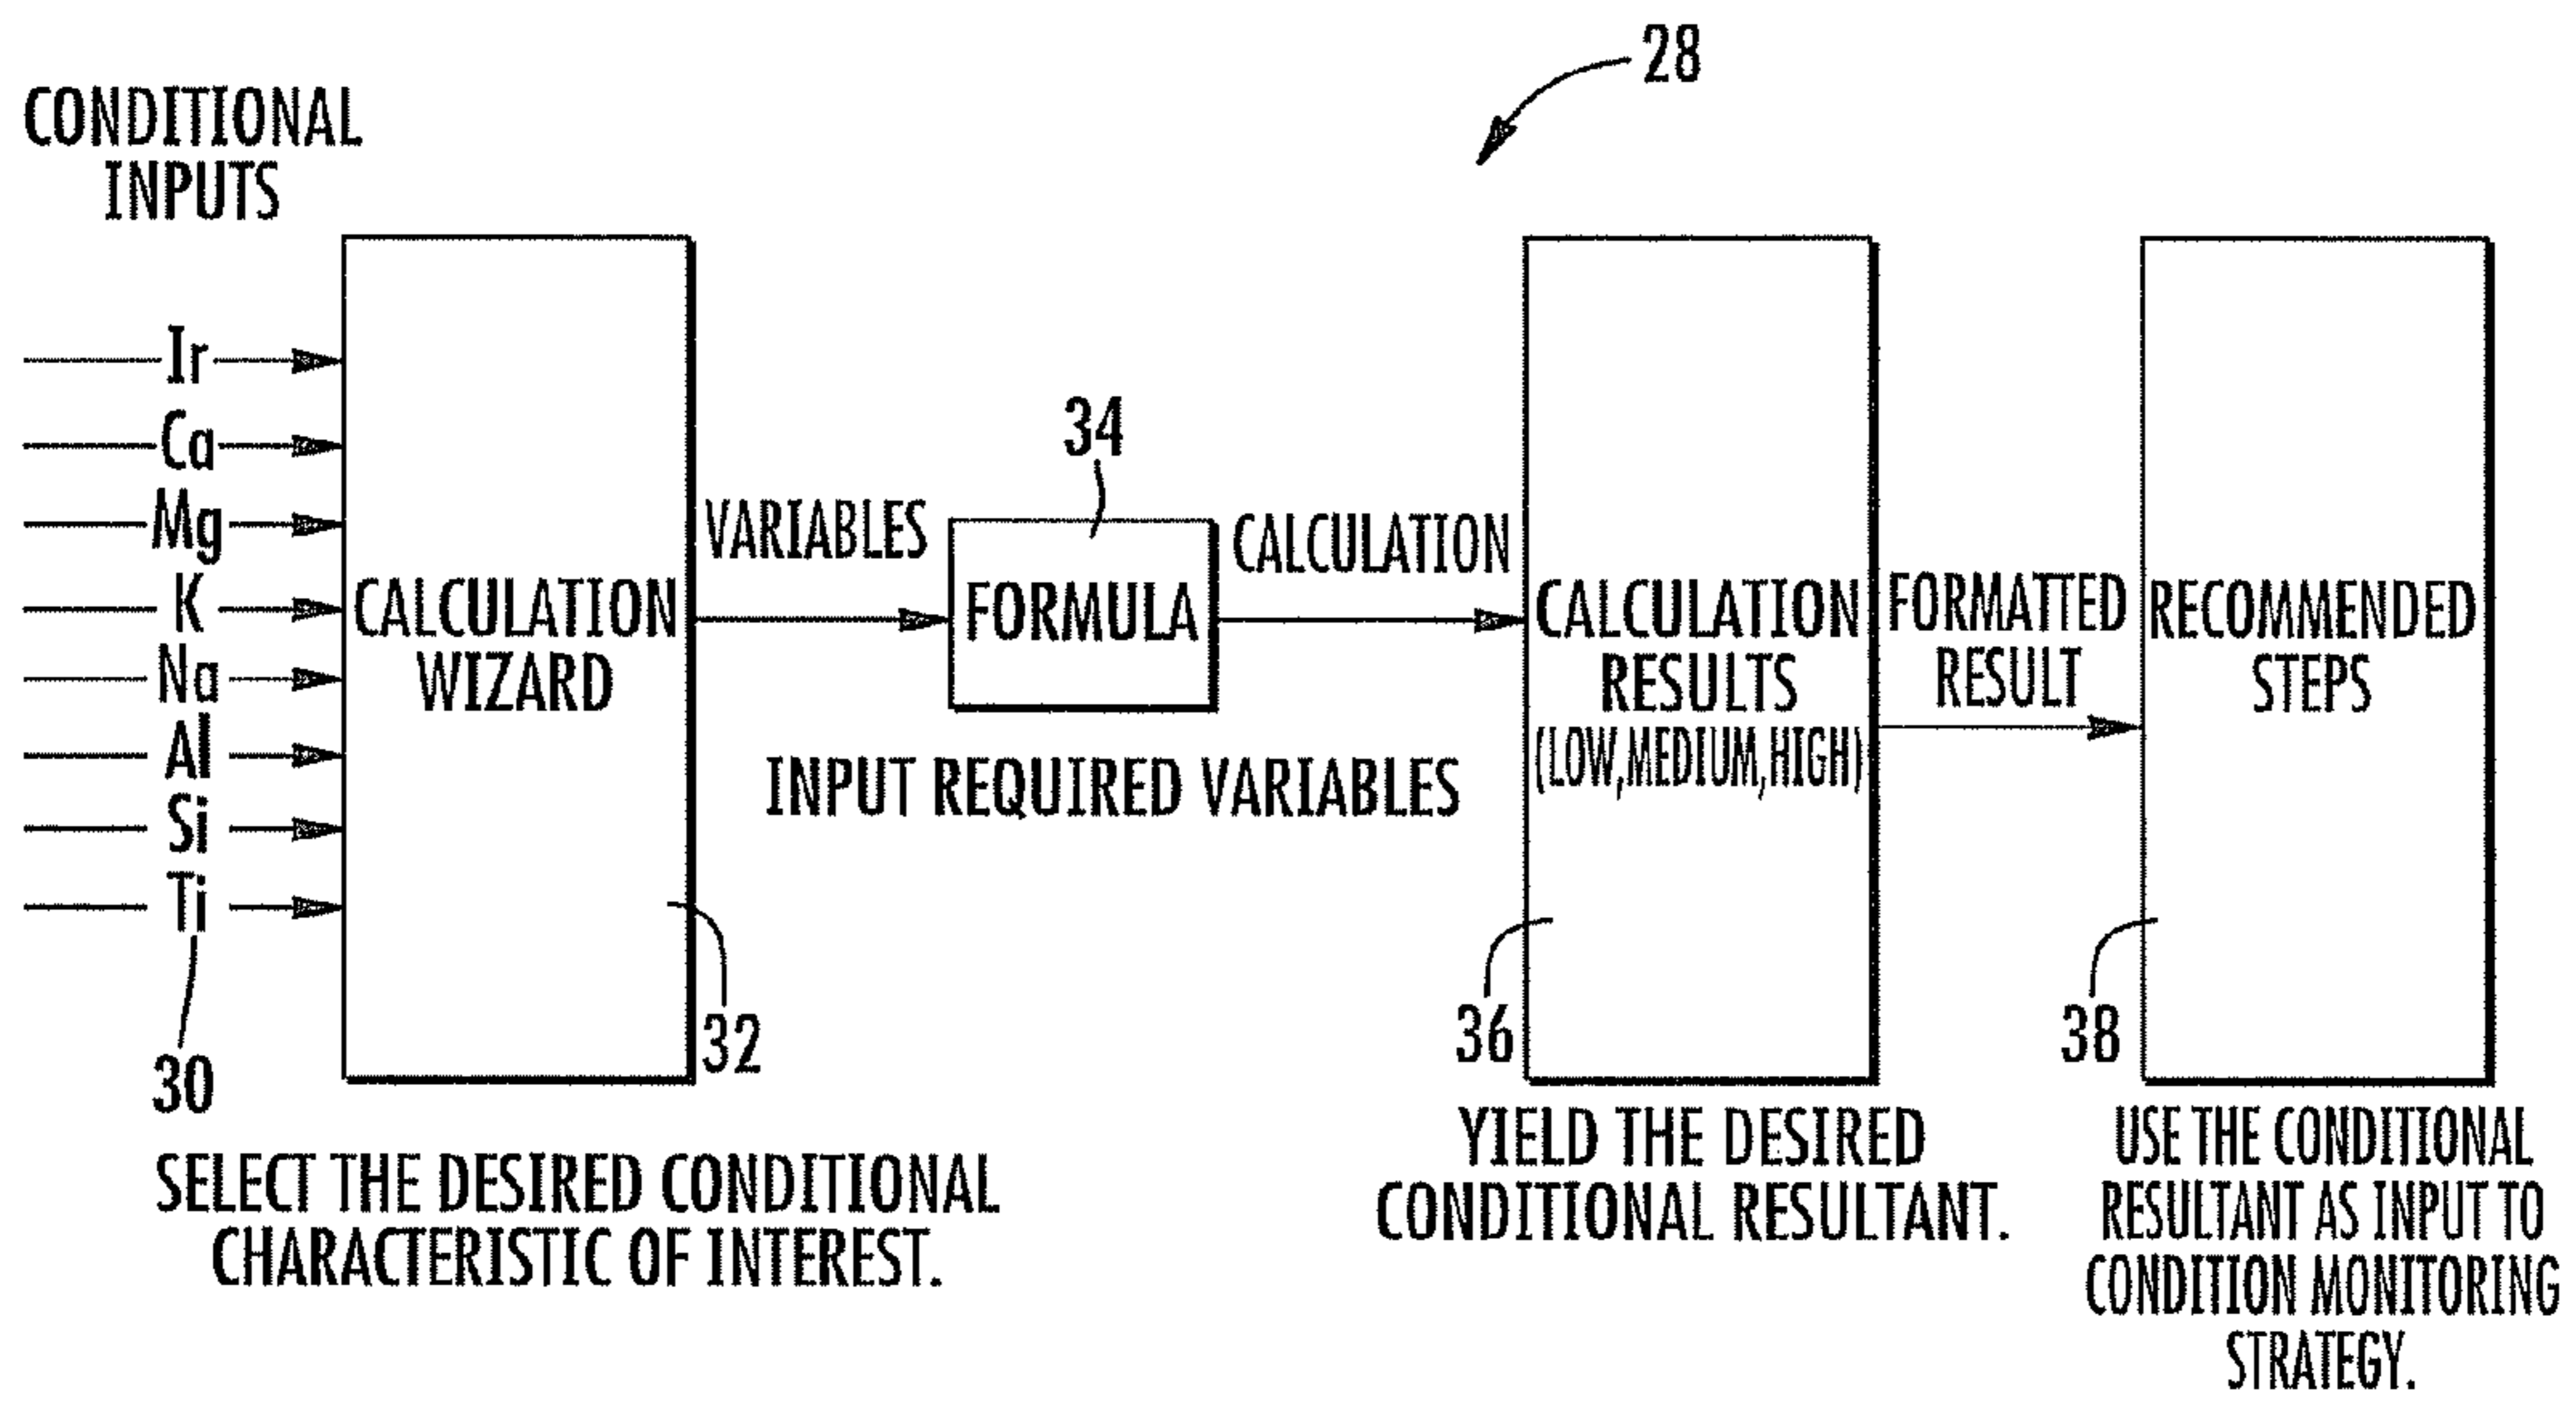 28
CONDITIONAL
INPUTS
Ir
Ca
Mg
K
Na
Al
Si
Ti
30
CALCULATION
WIZARD
32
SELECT THE DESIRED CONDITIONAL
CHARACTERISTIC OF INTEREST.
VARIABLES
34
FORMULA
CALCULATION
INPUT REQUIRED VARIABLES
CALCULATION
RESULTS
(LOW,MEDIUM,HIGH)
36
YIELD THE DESIRED
CONDITIONAL RESULTANT.
FORMATTED
RESULT
RECOMMENDED
STEPS
38
USE THE CONDITIONAL
RESULTANT AS INPUT TO
CONDITION MONITORING
STRATEGY.